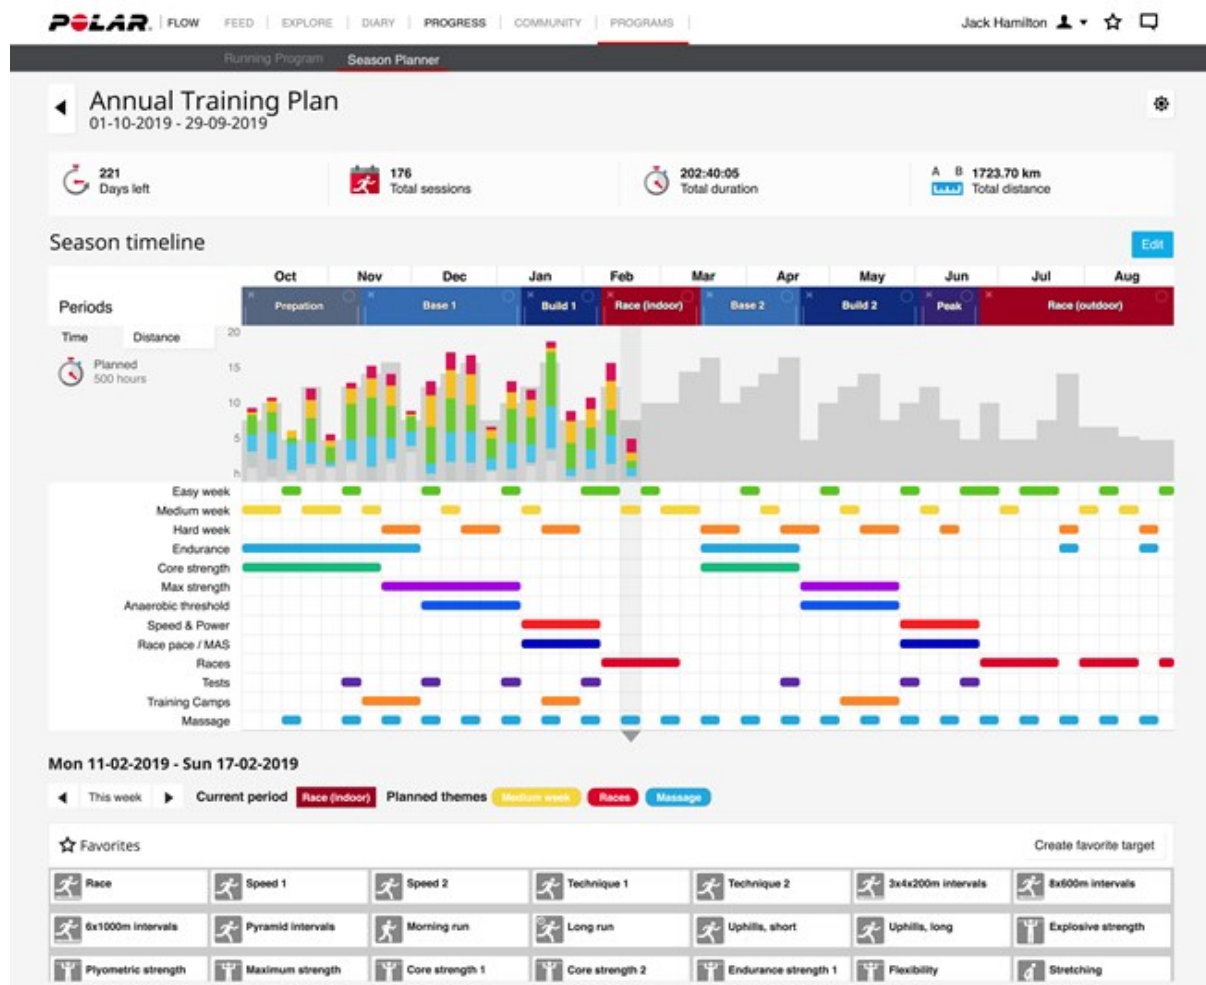 POLAR. FLOW FEED EXPLORE DIARY PROGRESS COMMUNITY PROGRAMS Jack Hamilton
Running Program Season Planner
Annual Training Plan
01-10-2019 - 29-09-2019
221 176 202:40:05 A B 1723.70 km
Days left Total sessions Total duration Total distance
Season timeline Edit
Oct Nov Dec Jan Feb Mar Apr May Jun Jul Aug
Periods Prepation Base 1 Build 1 Race (indoor) Base 2 Build 2 Peak Race (outdoor)
Time Distance 20
Planned 15
500 hours
10
5
h
Easy week
Medium week
Hard week
Endurance
Core strength
Max strength
Anaerobic threshold
Speed & Power
Race pace / MAS
Races
Tests
Training Camps
Massage
Mon 11-02-2019 - Sun 17-02-2019
This week Current period Race (indoor) Planned themes Medium week Races Massage
Favorites Create favorite target
Race Speed 1 Speed 2 Technique 1 Technique 2 3x4x200m intervals 8x600m intervals
6x1000m intervals Pyramid intervals Morning run Long run Uphills, short Uphills, long Explosive strength
Plyometric strength Maximum strength Core strength 1 Core strength 2 Endurance strength 1 Flexibility Stretching